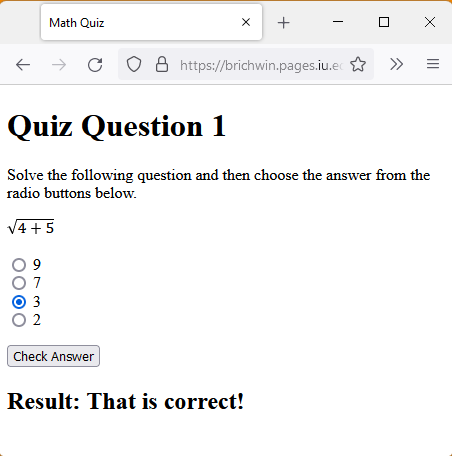 Math Quiz
https://brichwin.pages.iu.ec
Quiz Question 1
Solve the following question and then choose the answer from the
radio buttons below.
√4 + 5
9
7
3
2
Check Answer
Result: That is correct!